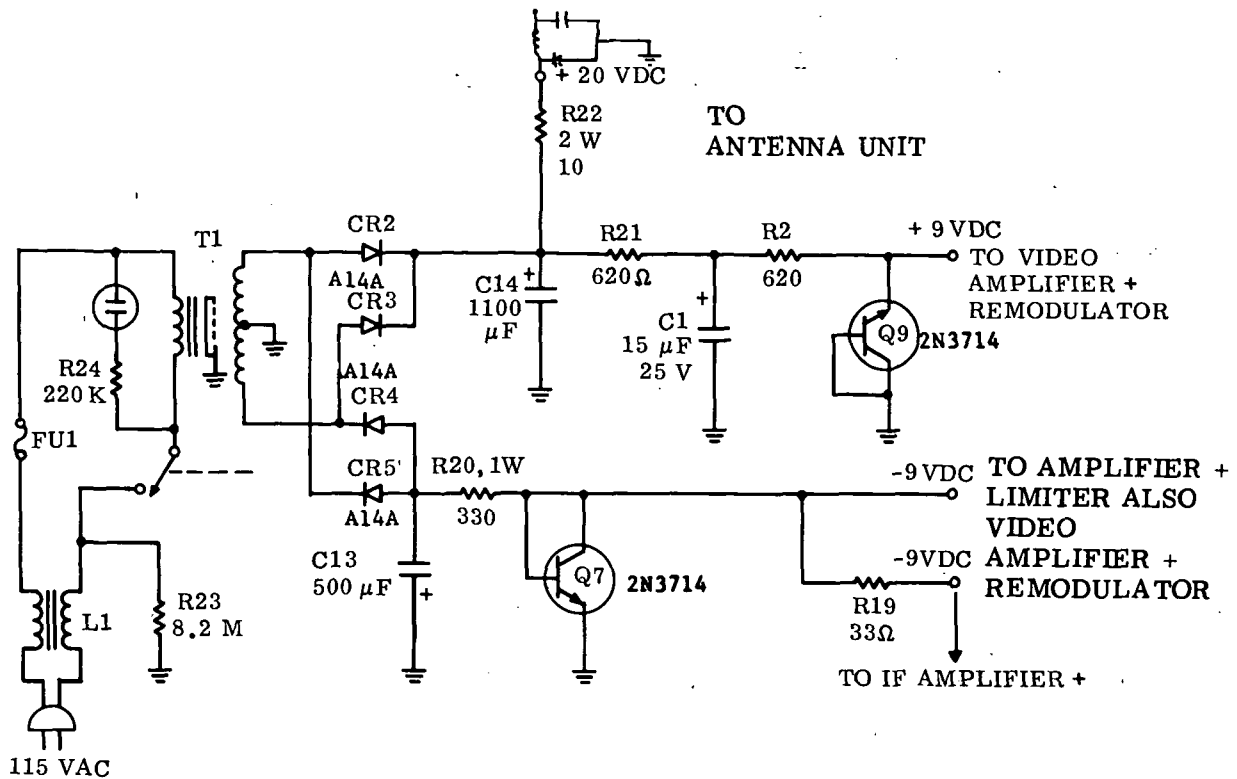 + 20 VDC
R22
2 W
10
TO
ANTENNA UNIT
T1
CR2
A14A
CR3
A14A
CR4
CR5
A14A
C14
1100
µF
R21
620Ω
R2
620
+ 9 VDC
TO VIDEO
AMPLIFIER +
REMODULATOR
C1
15 µF
25 V
Q9
2N3714
R24
220 K
FU1
R20, 1W
330
C13
500 µF
Q7
2N3714
-9 VDC
TO AMPLIFIER +
LIMITER ALSO
VIDEO
AMPLIFIER +
REMODULATOR
-9VDC
R19
33Ω
TO IF AMPLIFIER +
L1
R23
8.2 M
115 VAC
+
+
+